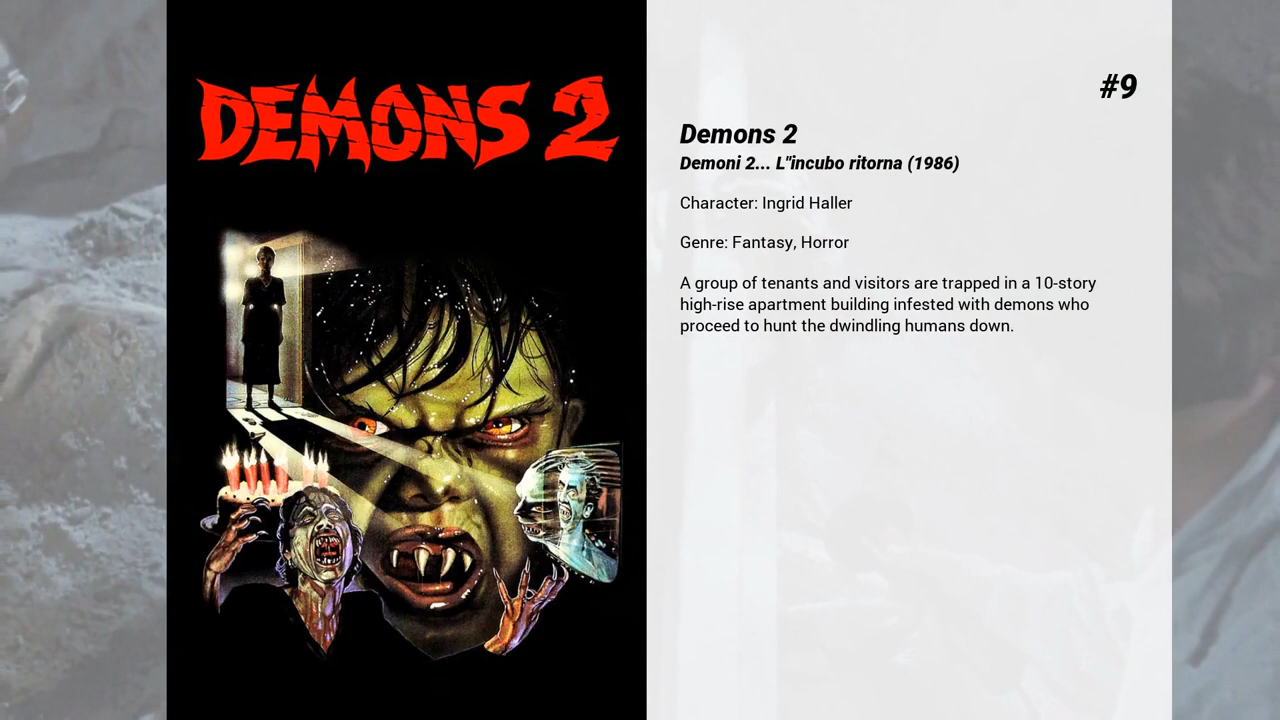 DEMONS 2
#9
Demons 2
Demoni 2... L"incubo ritorna (1986)
Character: Ingrid Haller
Genre: Fantasy, Horror
A group of tenants and visitors are trapped in a 10-story
high-rise apartment building infested with demons who
proceed to hunt the dwindling humans down.